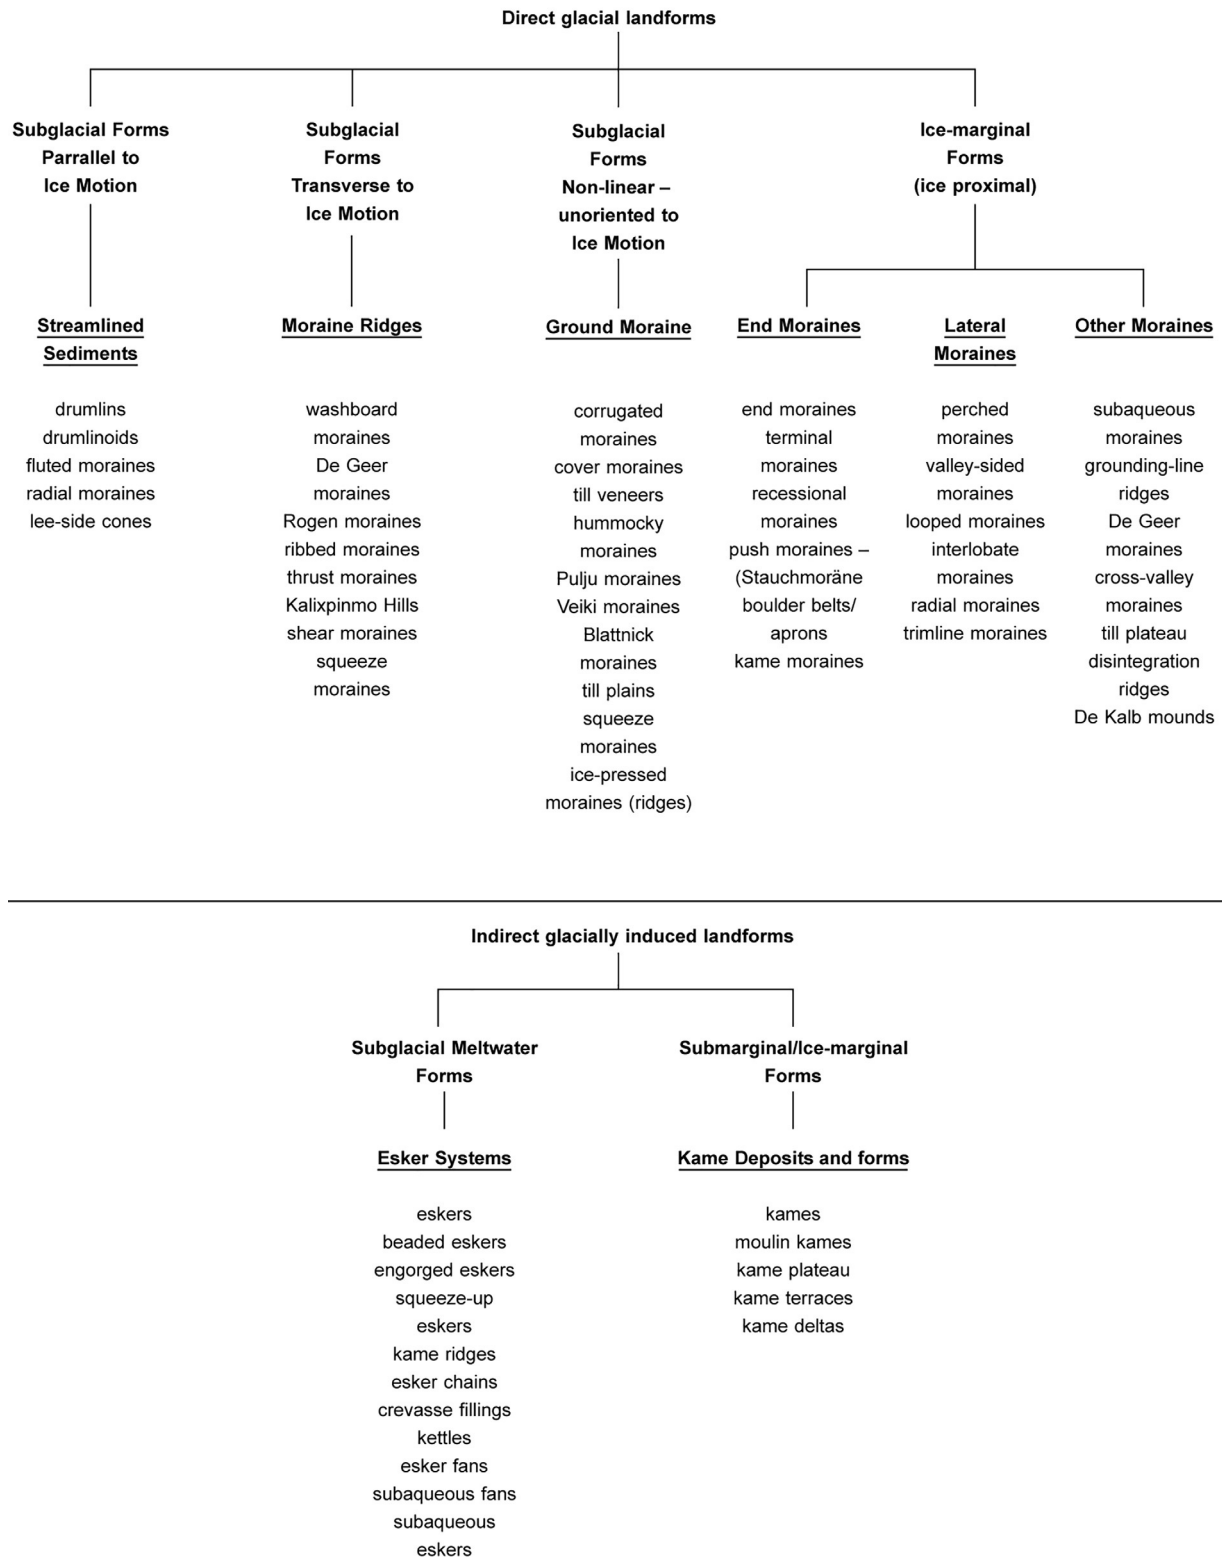 Direct glacial landforms
Subglacial Forms
Parrallel to
Ice Motion
Streamlined
Sediments
drumlins
drumlinoids
fluted moraines
radial moraines
lee-side cones
Subglacial
Forms
Transverse to
Ice Motion
Moraine Ridges
washboard
moraines
De Geer
moraines
Rogen moraines
ribbed moraines
thrust moraines
Kalixpinmo Hills
shear moraines
squeeze
moraines
Subglacial
Forms
Non-linear –
unoriented to
Ice Motion
Ground Moraine
corrugated
moraines
cover moraines
till veneers
hummocky
moraines
Pulju moraines
Veiki moraines
Blattnick
moraines
till plains
squeeze
moraines
ice-pressed
moraines (ridges)
Ice-marginal
Forms
(ice proximal)
End Moraines
end moraines
terminal
moraines
recessional
moraines
push moraines –
(Stauchmoräne
boulder belts/
aprons
kame moraines
Lateral
Moraines
perched
moraines
valley-sided
moraines
looped moraines
interlobate
moraines
radial moraines
trimline moraines
Other Moraines
subaqueous
moraines
grounding-line
ridges
De Geer
moraines
cross-valley
moraines
till plateau
disintegration
ridges
De Kalb mounds
Indirect glacially induced landforms
Subglacial Meltwater
Forms
Esker Systems
eskers
beaded eskers
engorged eskers
squeeze-up
eskers
kame ridges
esker chains
crevasse fillings
kettles
esker fans
subaqueous fans
subaqueous
eskers
Submarginal/Ice-marginal
Forms
Kame Deposits and forms
kames
moulin kames
kame plateau
kame terraces
kame deltas